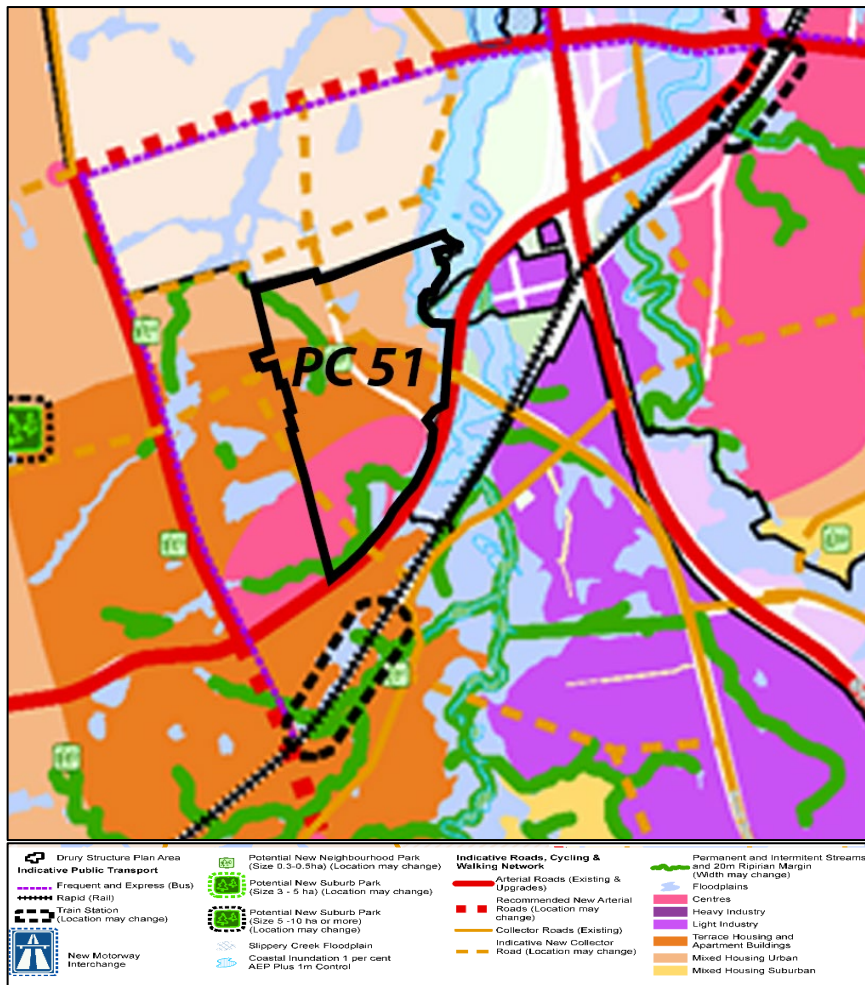 PC 51
Drury Structure Plan Area
Indicative Public Transport
Frequent and Express (Bus)
Rapid (Rail)
Train Station
(Location may change)
New Motorway
Interchange
Potential New Neighbourhood Park
(Size 0.3-0.5ha) (Location may change)
Potential New Suburb Park
(Size 3 - 5 ha) (Location may change)
Potential New Suburb Park
(Size 5 -10 ha or more)
(Location may change)
Slippery Creek Floodplain
Coastal Inundation 1 per cent
AEP Plus 1m Control
Indicative Roads, Cycling &
Walking Network
Arterial Roads (Existing &
Upgrades)
Recommended New Arterial
Roads (Location may
change)
Collector Roads (Existing)
Indicative New Collector
Road (Location may change)
Permanent and Intermitent Streams
and 20m Ripirian Margin
(Width may change)
Floodplains
Centres
Heavy Industry
Light Industry
Terrace Housing and
Apartment Buildings
Mixed Housing Urban
Mixed Housing Suburban